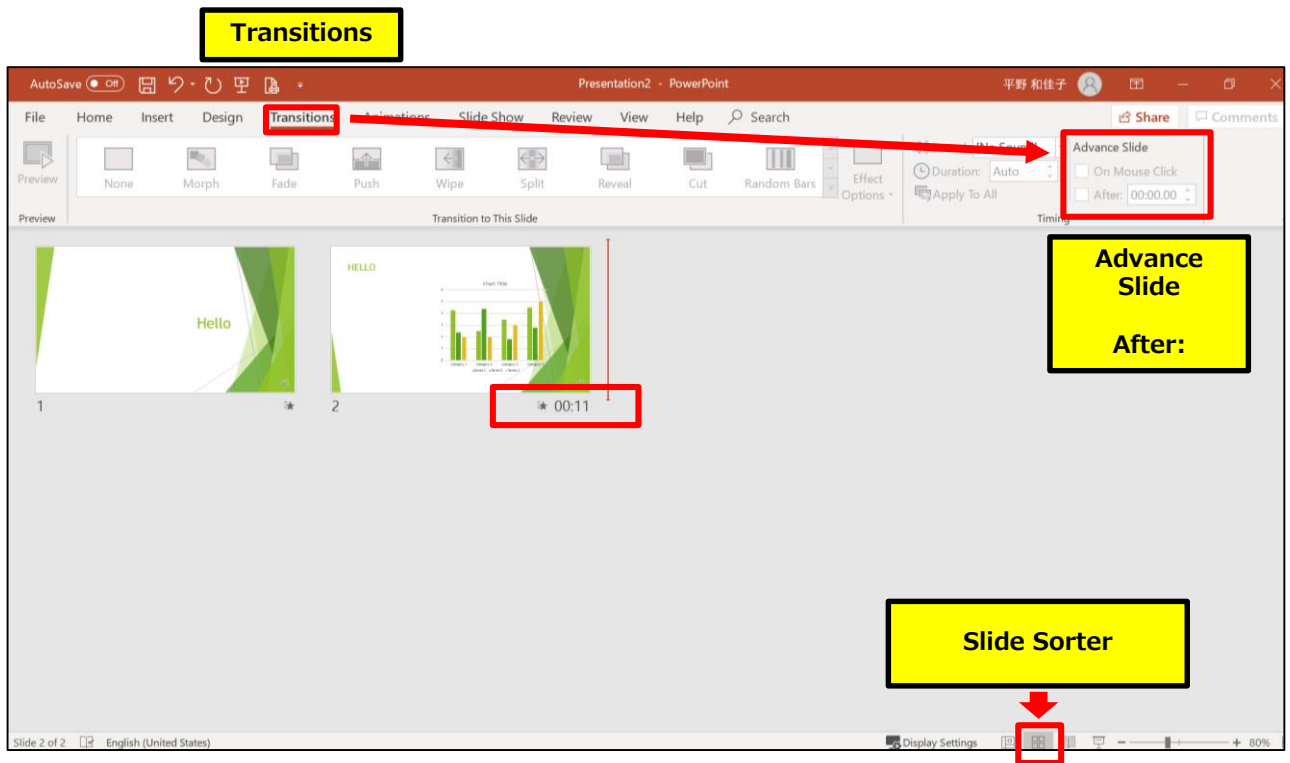 Transitions
AutoSave Off Presentation2 - PowerPoint 平野 和佳子
File Home Insert Design Transitions Animations Slide Show Review View Help Search Share Comments
Preview None Morph Fade Push Wipe Split Reveal Cut Random Bars Effect Options
Duration: Auto
Apply To All
Advance Slide
On Mouse Click
After: 00:00.00
Preview Transition to This Slide Timing
Advance
Slide
After:
Hello
HELLO
Chart Title
1 2 00:11
Slide Sorter
Slide 2 of 2 English (United States) Display Settings 80%